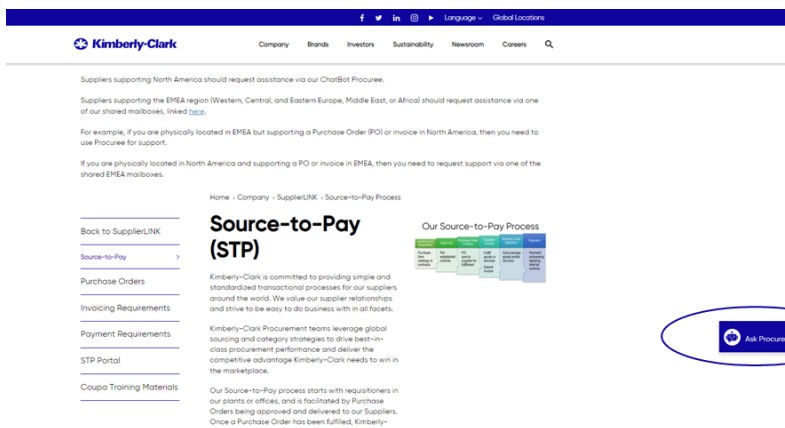 Language
Global Locations
Kimberly-Clark
Company
Brands
Investors
Sustainability
Newsroom
Careers
Suppliers supporting North America should request assistance via our ChatBot Procuree.
Suppliers supporting the EMEA region (Western, Central, and Eastern Europe, Middle East, or Africa) should request assistance via one
of our shared mailboxes, linked here.
For example, if you are physically located in EMEA but supporting a Purchase Order (PO) or invoice in North America, then you need to
use Procuree for support.
If you are physically located in North America and supporting a PO or invoice in EMEA, then you need to request support via one of the
shared EMEA mailboxes.
Home › Company › SupplierLINK › Source-to-Pay Process
Back to SupplierLINK
Source-to-Pay
Purchase Orders
Invoicing Requirements
Payment Requirements
STP Portal
Coupa Training Materials
Source-to-Pay
(STP)
Kimberly-Clark is committed to providing simple and
standardized transactional processes for our suppliers
around the world. We value our supplier relationships
and strive to be easy to do business with in all facets.
Kimberly-Clark Procurement teams leverage global
sourcing and category strategies to drive best-in-
class procurement performance and deliver the
competitive advantage Kimberly-Clark needs to win in
the marketplace.
Our Source-to-Pay process starts with requisitioners in
our plants or offices, and is facilitated by Purchase
Orders being approved and delivered to our Suppliers.
Once a Purchase Order has been fulfilled, Kimberly-
Our Source-to-Pay Process
Payment
Ask Procure